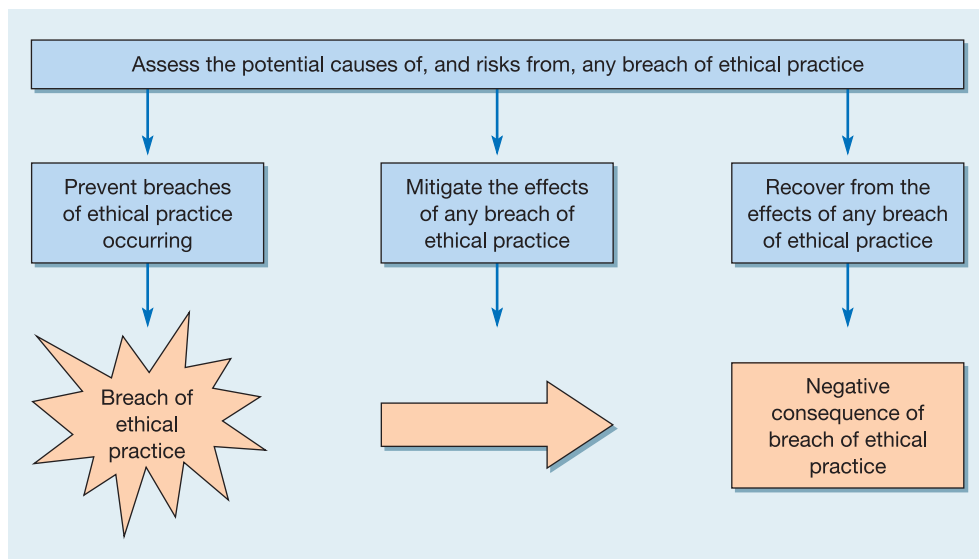 Assess the potential causes of, and risks from, any breach of ethical practice
Prevent breaches
of ethical practice
occurring
Mitigate the effects
of any breach of
ethical practice
Recover from the
effects of any breach
of ethical practice
Breach of
ethical
practice
Negative
consequence of
breach of ethical
practice